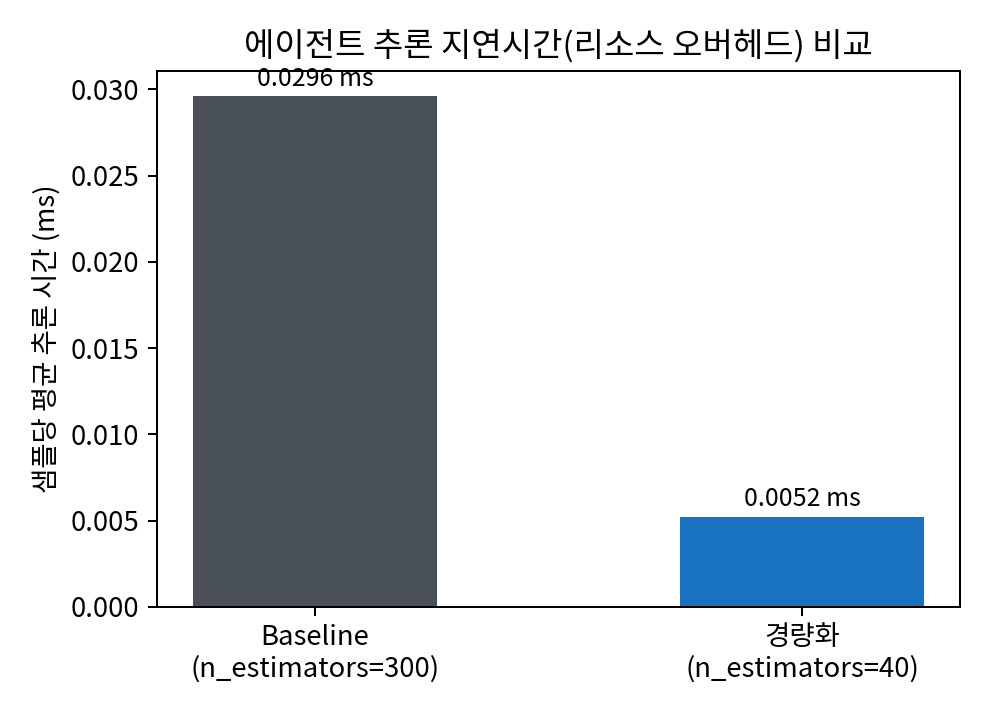 에이전트 추론 지연시간(리소스 오버헤드) 비교
샘플당 평균 추론 시간 (ms)
0.030
0.025
0.020
0.015
0.010
0.005
0.000
0.0296 ms
0.0052 ms
Baseline
(n_estimators=300)
경량화
(n_estimators=40)